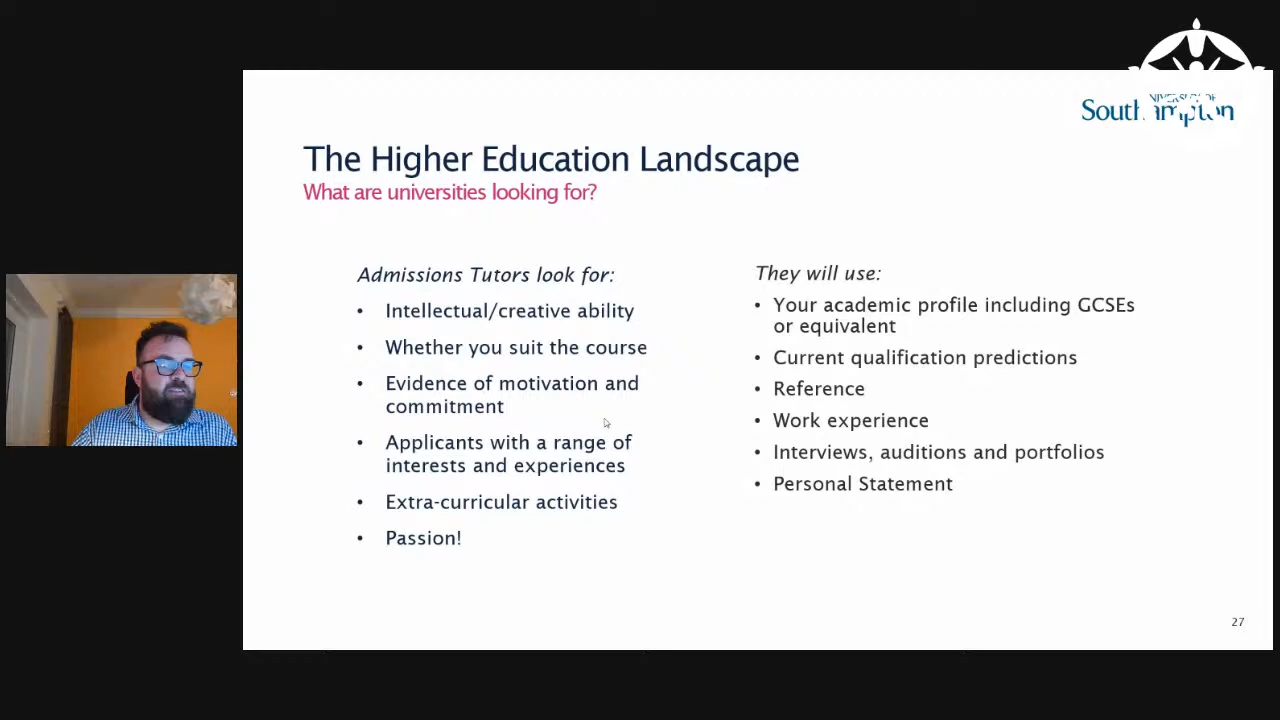 Southampton
The Higher Education Landscape
What are universities looking for?
Admissions Tutors look for:
• Intellectual/creative ability
• Whether you suit the course
• Evidence of motivation and
commitment
• Applicants with a range of
interests and experiences
• Extra-curricular activities
• Passion!
They will use:
• Your academic profile including GCSEs
or equivalent
• Current qualification predictions
• Reference
• Work experience
• Interviews, auditions and portfolios
• Personal Statement
27